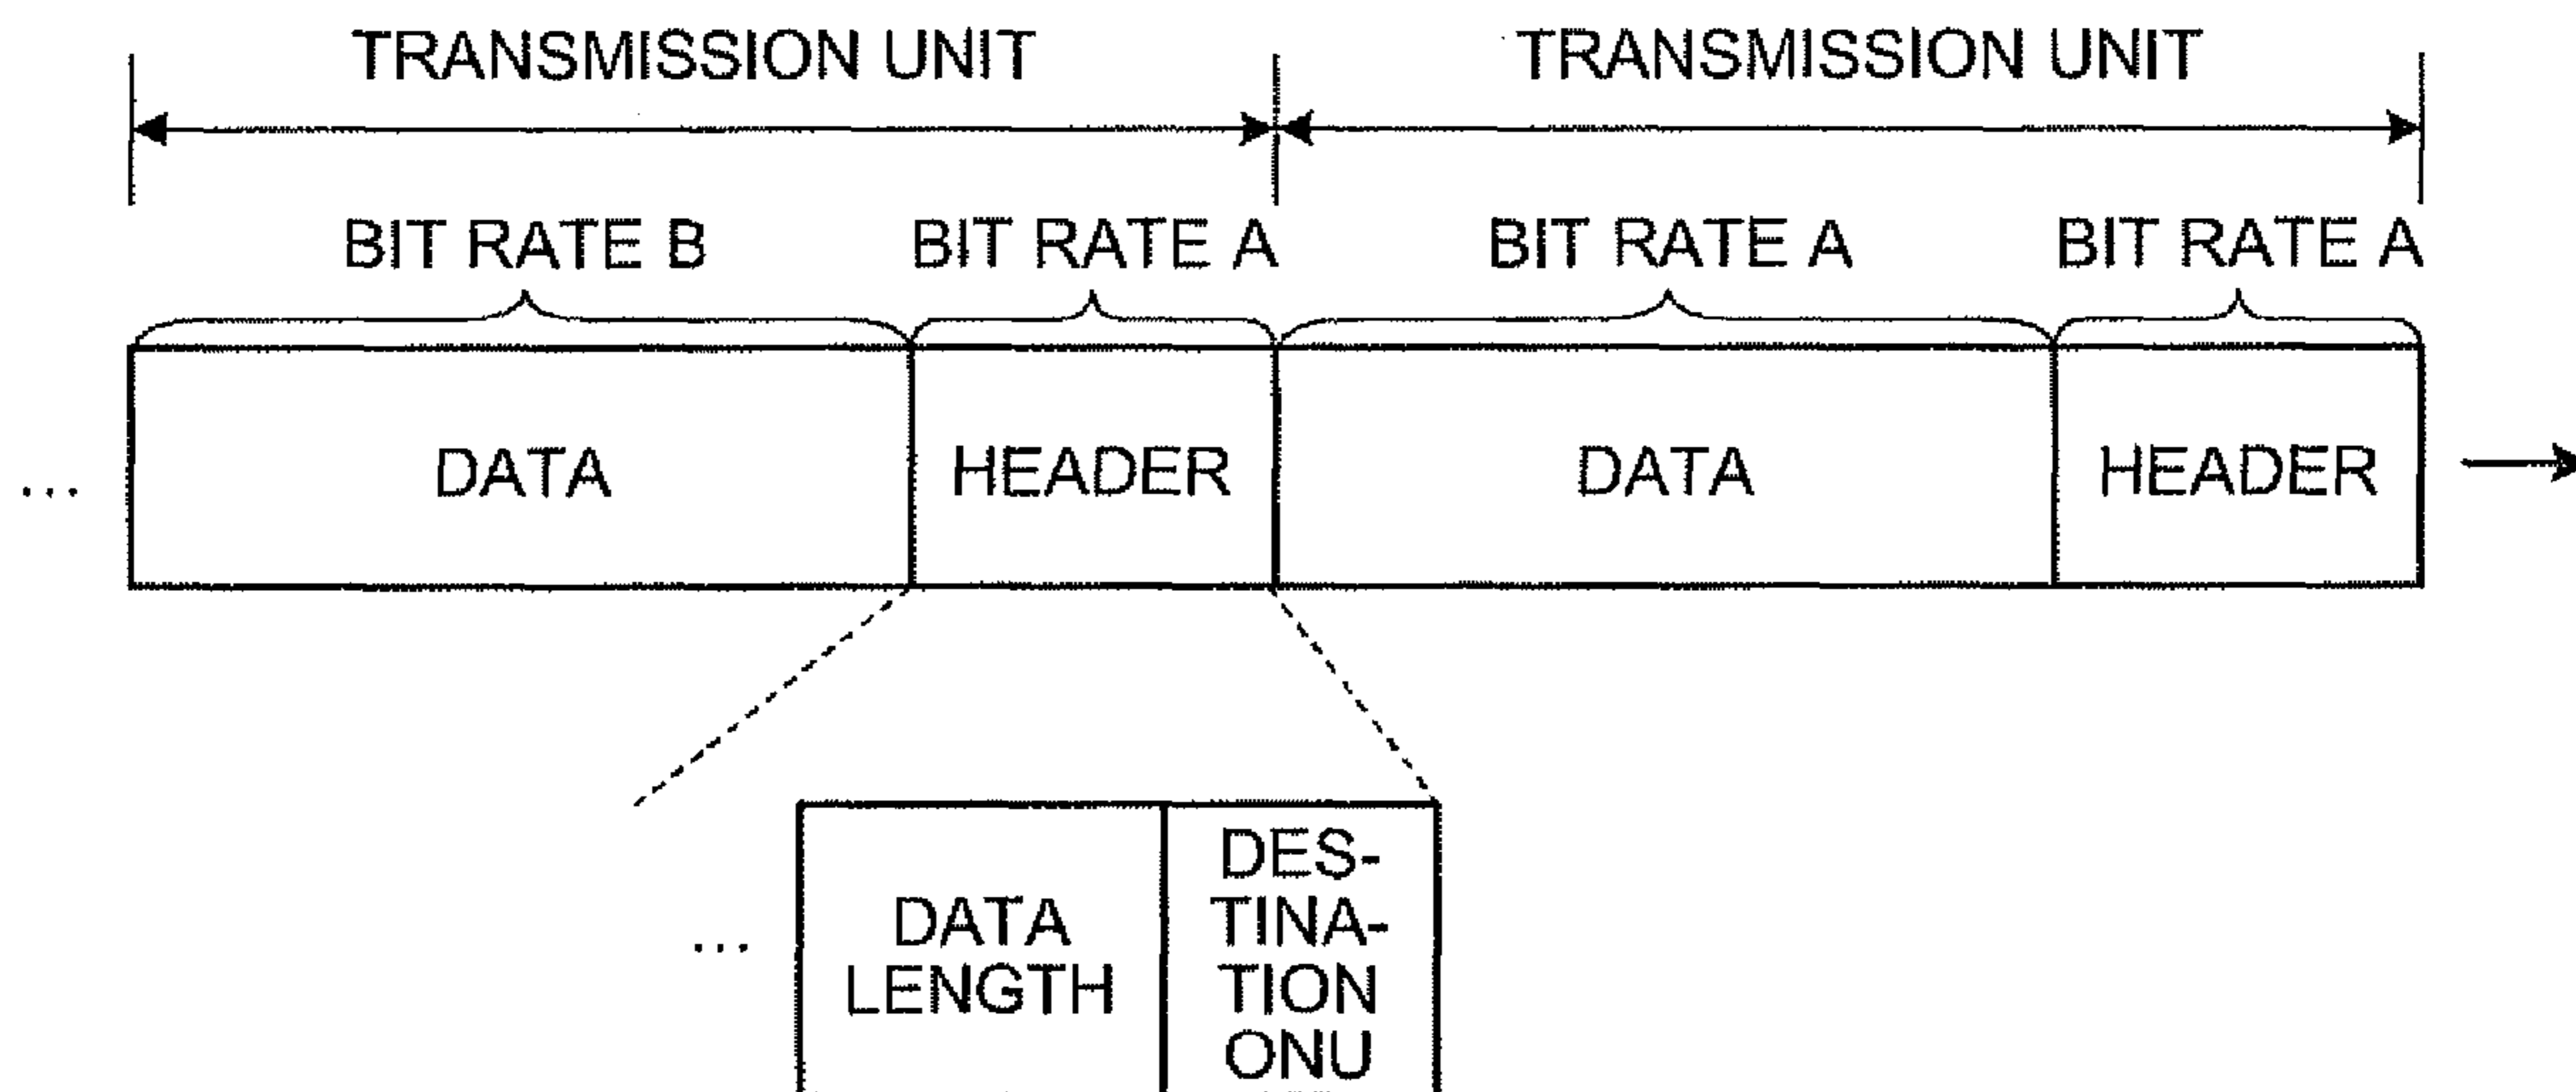 TRANSMISSION UNIT TRANSMISSION UNIT
BIT RATE B BIT RATE A BIT RATE A BIT RATE A
... DATA HEADER DATA HEADER
... DATA
LENGTH
DES-
TINA-
TION
ONU